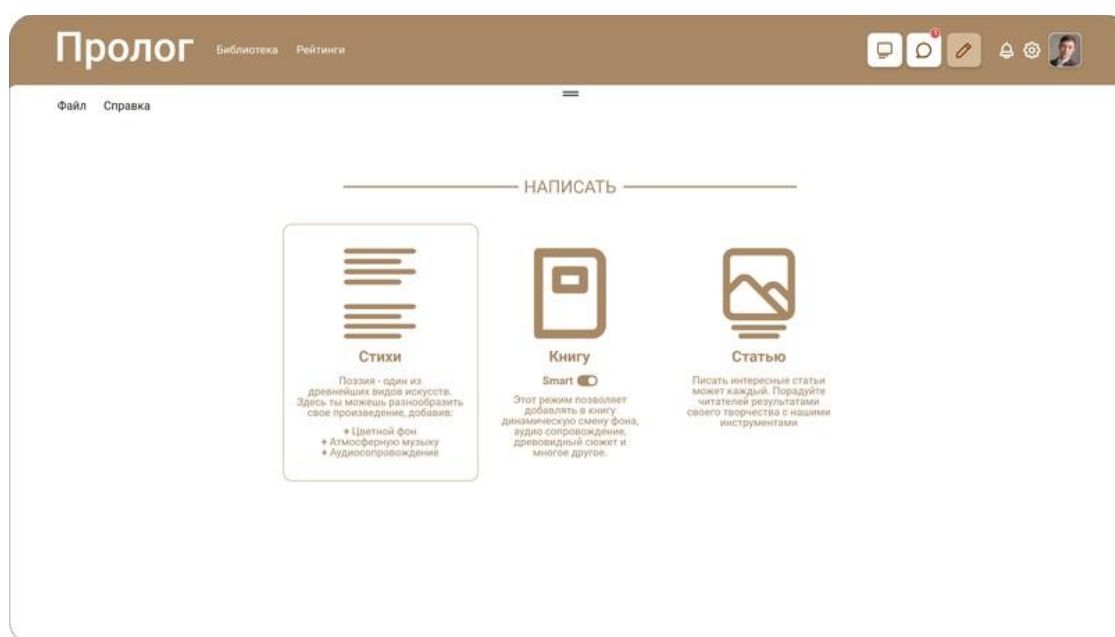 Пролог
Библиотека
Рейтинги
1
Файл
Справка
НАПИСАТЬ
Стихи
Поэзия - один из
древнейших видов искусств.
Здесь ты можешь разнообразить
свое произведение, добавив:
• Цветной фон
• Атмосферную музыку
• Аудиосопровождение
Книгу
Smart
Этот режим позволяет
добавлять в книгу
динамическую смену фона,
аудио сопровождение,
древовидный сюжет и
многое другое.
Статью
Писать интересные статьи
может каждый. Порадуйте
читателей результатами
своего творчества с нашими
инструментами